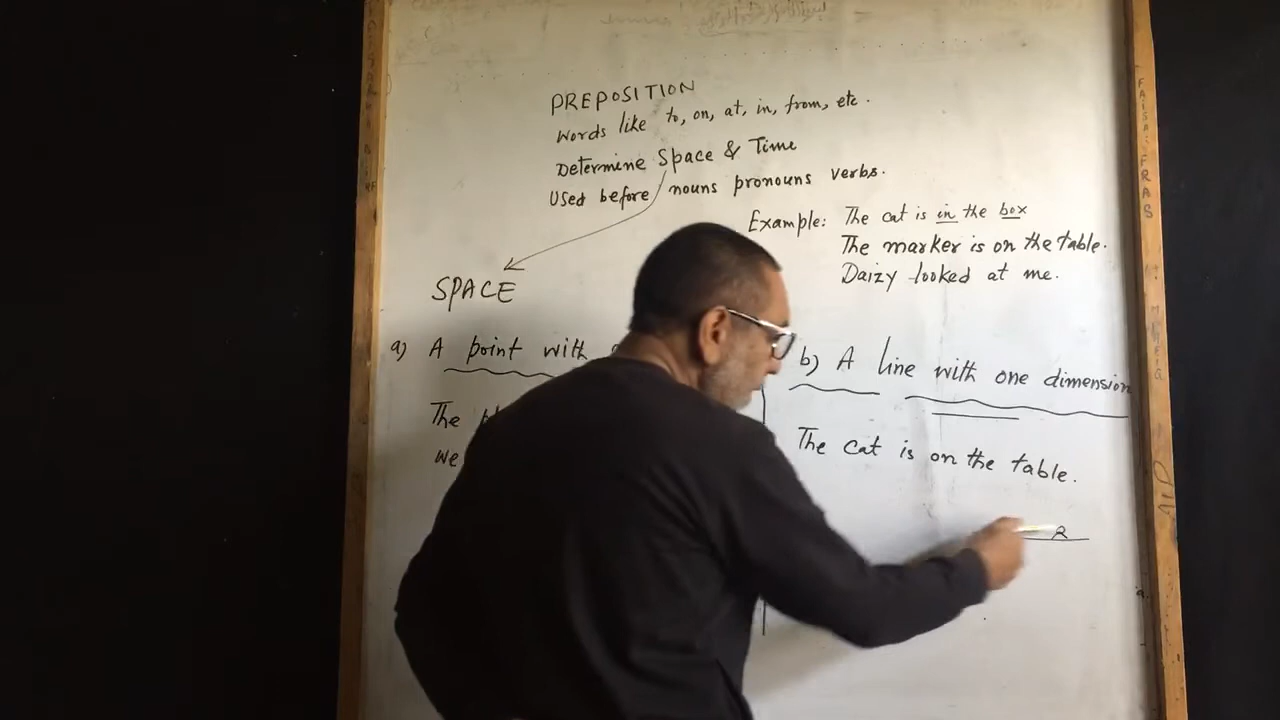 PREPOSITION
Words like to, on, at, in, from, etc.
Determine Space & Time
Used before nouns pronouns verbs.
Example: The cat is in the box
The marker is on the table.
Daizy looked at me.
SPACE
a) A point with
The
we
b) A line with one dimension
The cat is on the table.